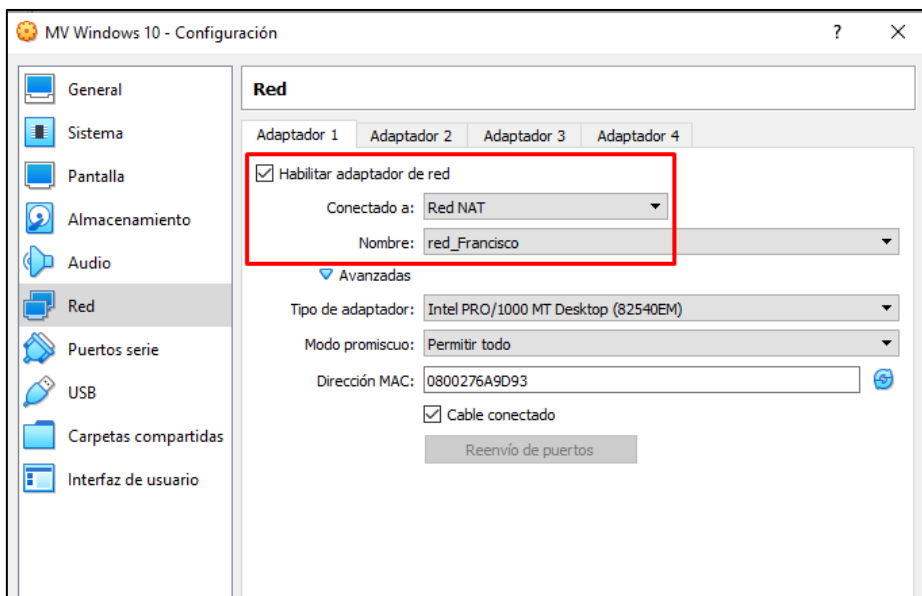 MV Windows 10 - Configuración
?
General
Sistema
Pantalla
Almacenamiento
Audio
Red
Puertos serie
USB
Carpetas compartidas
Interfaz de usuario
Red
Adaptador 1 Adaptador 2 Adaptador 3 Adaptador 4
Habilitar adaptador de red
Conectado a: Red NAT
Nombre: red_Francisco
Avanzadas
Tipo de adaptador: Intel PRO/1000 MT Desktop (82540EM)
Modo promiscuo: Permitir todo
Dirección MAC: 0800276A9D93
Cable conectado
Reenvío de puertos